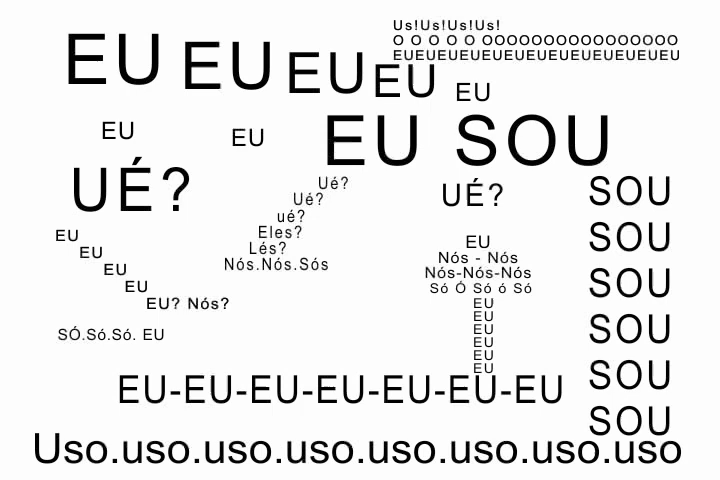 Us!Us!Us!Us!
O O O O O OOOOOOOOOOOOOOOO
EUEUEUEUEUEUEUEUEUEUEUEUEUEU
EU EU EU EU EU
EU EU EU SOU
UÉ?
Ué?
Ué?
ué?
Eles?
Lés?
Nós.Nós.Sós
UÉ?
SOU
SOU
SOU
SOU
SOU
SOU
EU
EU
EU
EU
EU? Nós?
SÓ.Só.Só. EU
EU
Nós - Nós
Nós-Nós-Nós
Só Ó Só ó Só
EU
EU
EU
EU
EU
EU
EU-EU-EU-EU-EU-EU-EU
Uso.uso.uso.uso.uso.uso.uso.uso